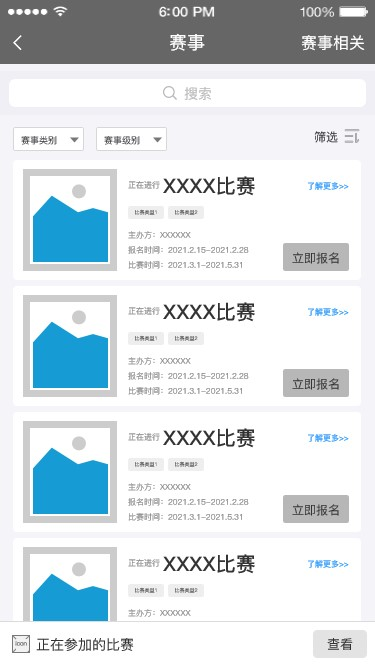 6:00 PM 100%
赛事 赛事相关
搜索
赛事类别 赛事级别 筛选
正在进行 XXXX比赛 了解更多>>
比赛类型1 比赛类型2
主办方：XXXXXX
报名时间：2021.2.15-2021.2.28
比赛时间：2021.3.1-2021.5.31
立即报名
正在进行 XXXX比赛 了解更多>>
比赛类型1 比赛类型2
主办方：XXXXXX
报名时间：2021.2.15-2021.2.28
比赛时间：2021.3.1-2021.5.31
立即报名
正在进行 XXXX比赛 了解更多>>
比赛类型1 比赛类型2
主办方：XXXXXX
报名时间：2021.2.15-2021.2.28
比赛时间：2021.3.1-2021.5.31
立即报名
正在进行 XXXX比赛 了解更多>>
比赛类型1 比赛类型2
主办方：XXXXXX
icon 正在参加的比赛 查看